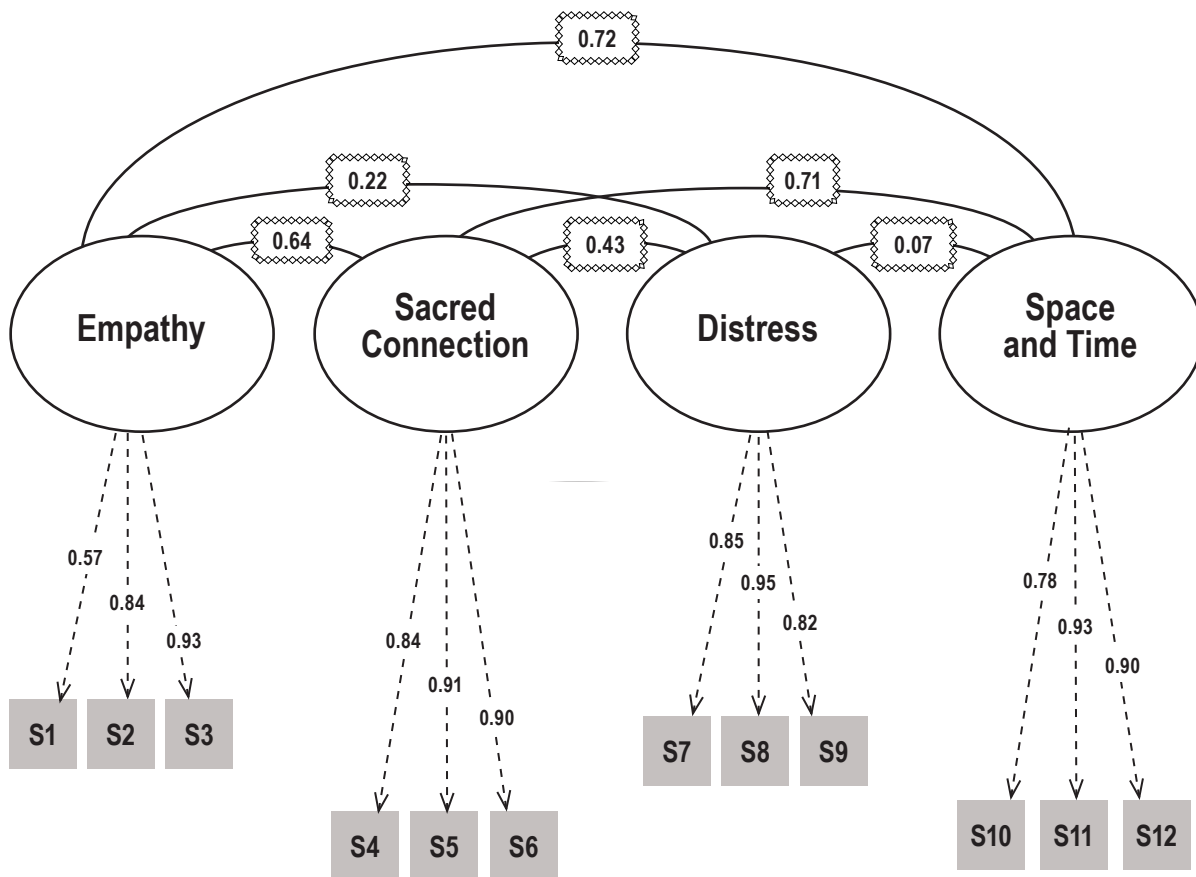 0.72
0.22
0.71
0.64
0.43
0.07
Empathy
Sacred
Connection
Distress
Space
and Time
0.57
0.84
0.93
0.84
0.91
0.90
0.85
0.95
0.82
0.78
0.93
0.90
S1
S2
S3
S4
S5
S6
S7
S8
S9
S10
S11
S12